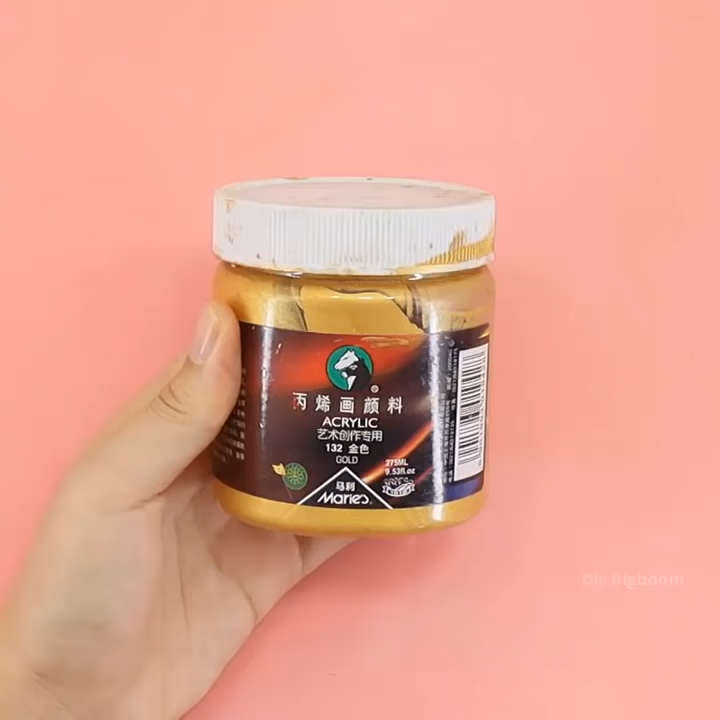 丙烯画颜料
ACRYLIC
艺术创作专用
132 金色
GOLD
275ML
9.53fl.oz
马利
Marie's
SINCE
Diy Bigboom